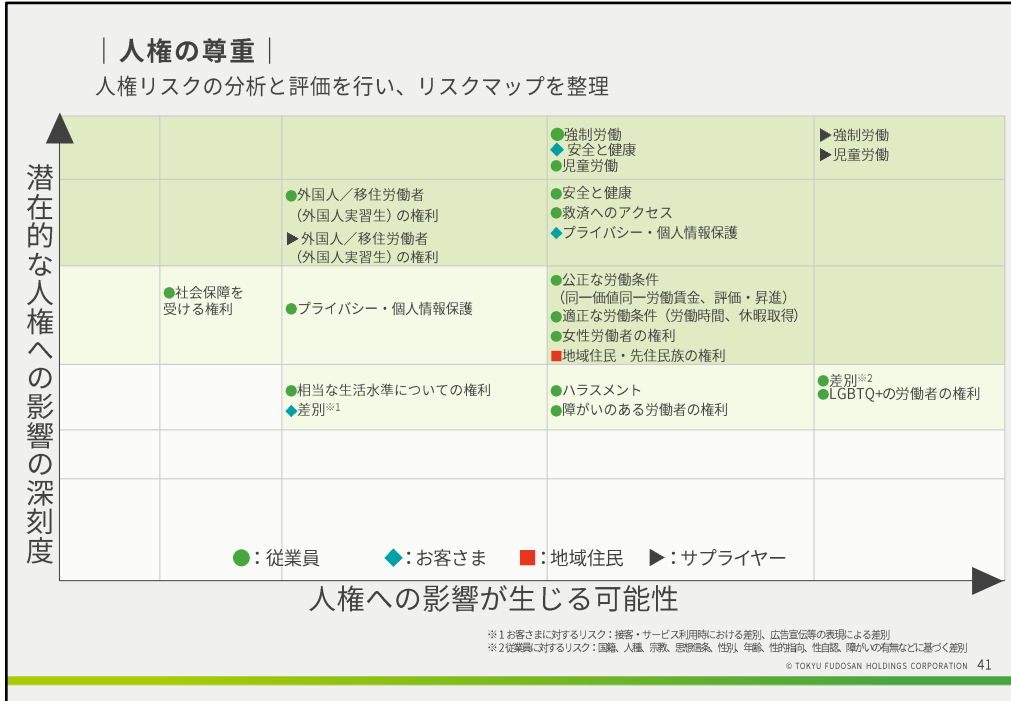 ｜人権の尊重｜
人権リスクの分析と評価を行い、リスクマップを整理
潜在的な人権への影響の深刻度
●強制労働
◆ 安全と健康
●児童労働
▶強制労働
▶児童労働
●外国人／移住労働者
（外国人実習生）の権利
▶外国人／移住労働者
（外国人実習生）の権利
●安全と健康
●救済へのアクセス
◆プライバシー・個人情報保護
●社会保障を
受ける権利
●プライバシー・個人情報保護
●公正な労働条件
（同一価値同一労働賃金、評価・昇進）
●適正な労働条件（労働時間、休暇取得）
●女性労働者の権利
■地域住民・先住民族の権利
●相当な生活水準についての権利
◆差別※1
●ハラスメント
●障がいのある労働者の権利
●差別※2
●LGBTQ+の労働者の権利
●：従業員　◆：お客さま　■：地域住民　▶：サプライヤー
人権への影響が生じる可能性
※１お客さまに対するリスク：接客・サービス利用時における差別、広告宣伝等の表現による差別
※２従業員に対するリスク：国籍、人種、宗教、思想信条、性別、年齢、性的指向、性自認、障がいの有無などに基づく差別
© TOKYU FUDOSAN HOLDINGS CORPORATION 41